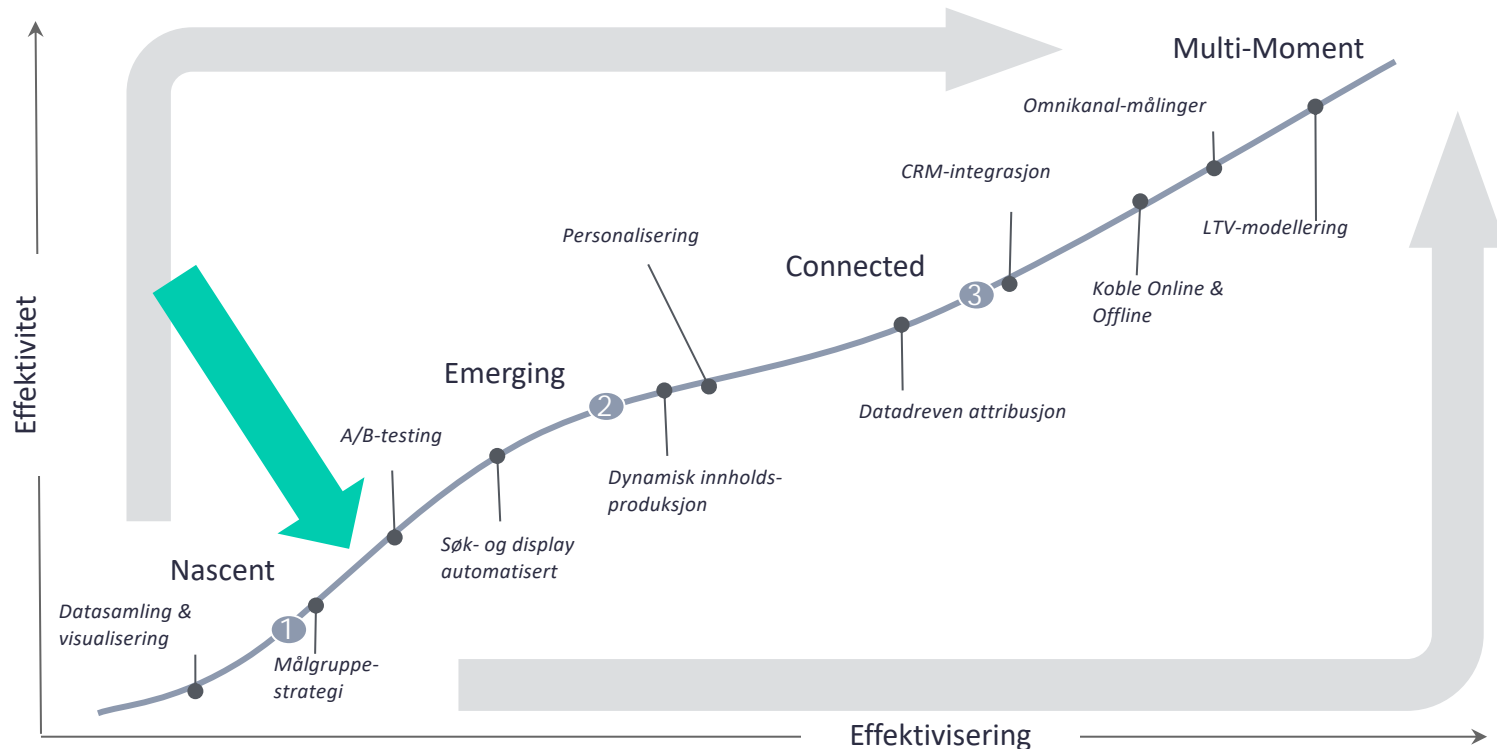 Multi-Moment
Omnikanal-målinger
CRM-integrasjon
LTV-modellering
Personalisering
Connected
3
Koble Online &
Offline
Effektivitet
Emerging
2
Datadreven attribusjon
A/B-testing
Dynamisk innholds-
produksjon
Søk- og display
automatisert
Nascent
Datasamling &
visualisering
1
Målgruppe-
strategi
Effektivisering